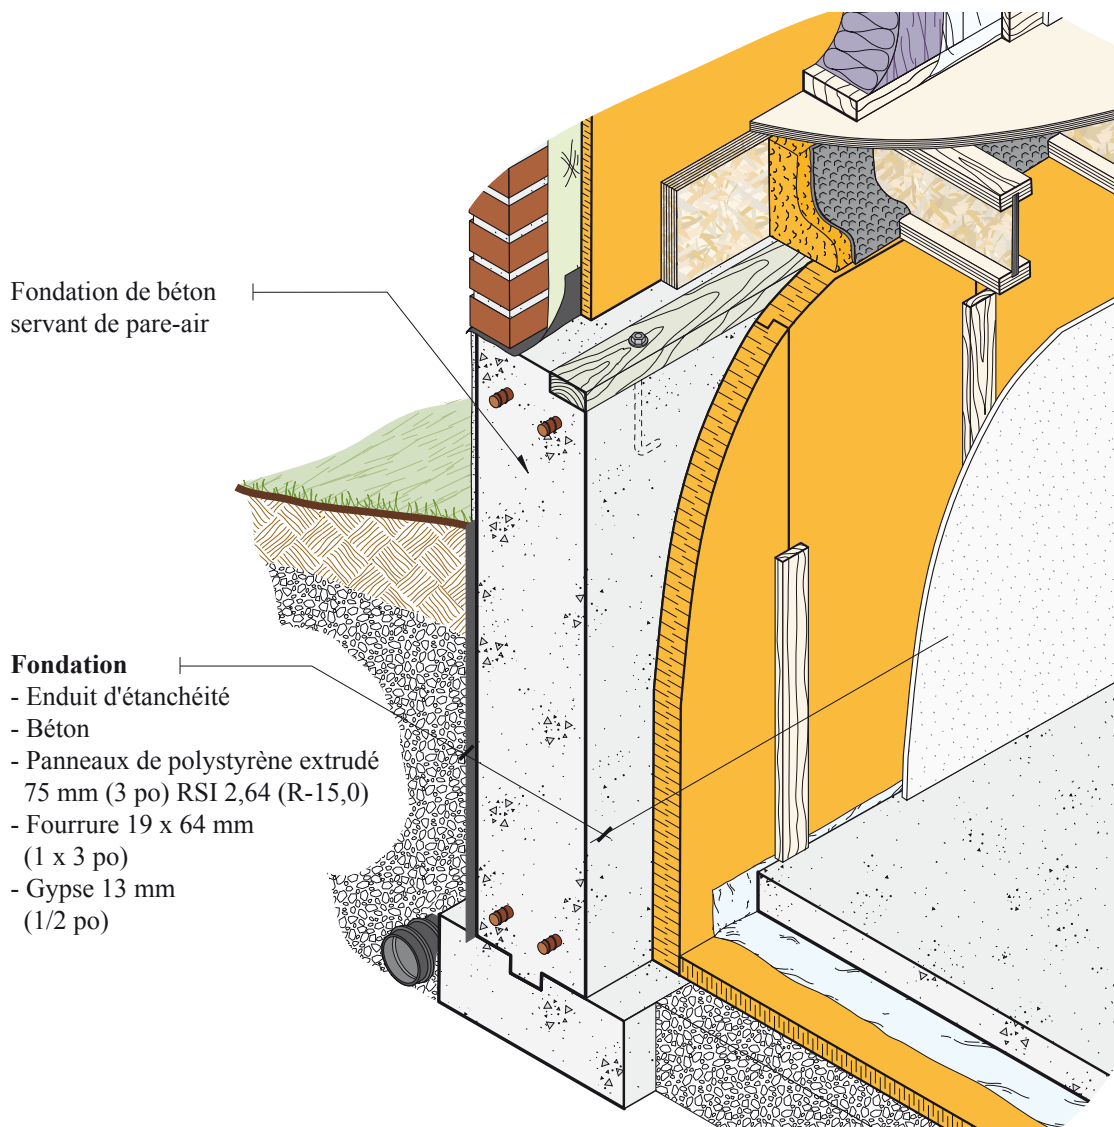 Fondation de béton
servant de pare-air
Fondation
- Enduit d'étanchéité
- Béton
- Panneaux de polystyrène extrudé
75 mm (3 po) RSI 2,64 (R-15,0)
- Fourrure 19 x 64 mm
(1 x 3 po)
- Gypse 13 mm
(1/2 po)